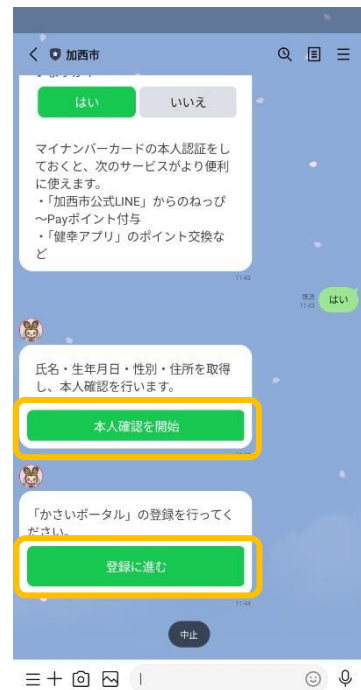 加西市
はい
いいえ
マイナンバーカードの本人認証をし
ておくと、次のサービスがより便利
に使えます。
・「加西市公式LINE」からのねっぴ
～Payポイント付与
・「健幸アプリ」のポイント交換な
ど
11:43
既読
11:43
はい
氏名・生年月日・性別・住所を取得
し、本人確認を行います。
本人確認を開始
「かさいポータル」の登録を行ってく
ださい。
登録に進む
11:44
中止